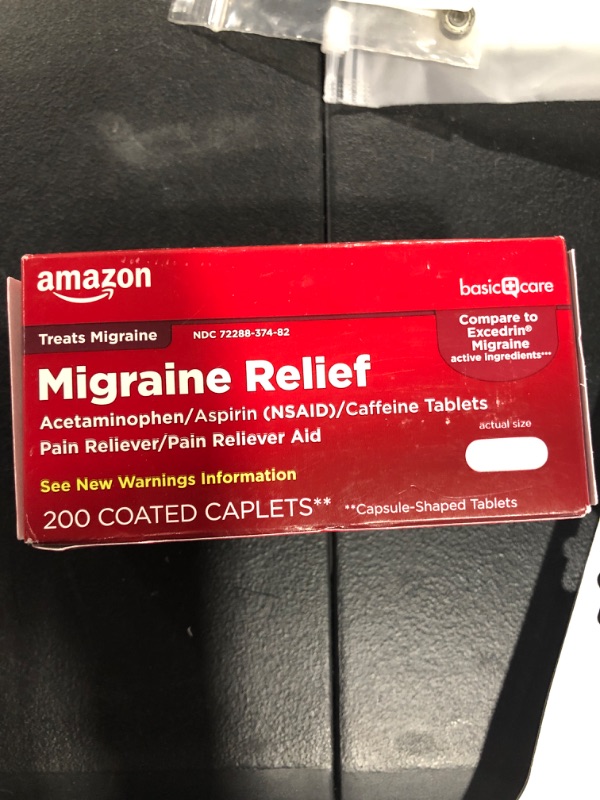 amazon
basic care
Treats Migraine
NDC 72288-374-82
Compare to
Excedrin®
Migraine
active ingredients***
Migraine Relief
Acetaminophen/Aspirin (NSAID)/Caffeine Tablets
Pain Reliever/Pain Reliever Aid
actual size
See New Warnings Information
200 COATED CAPLETS**
**Capsule-Shaped Tablets